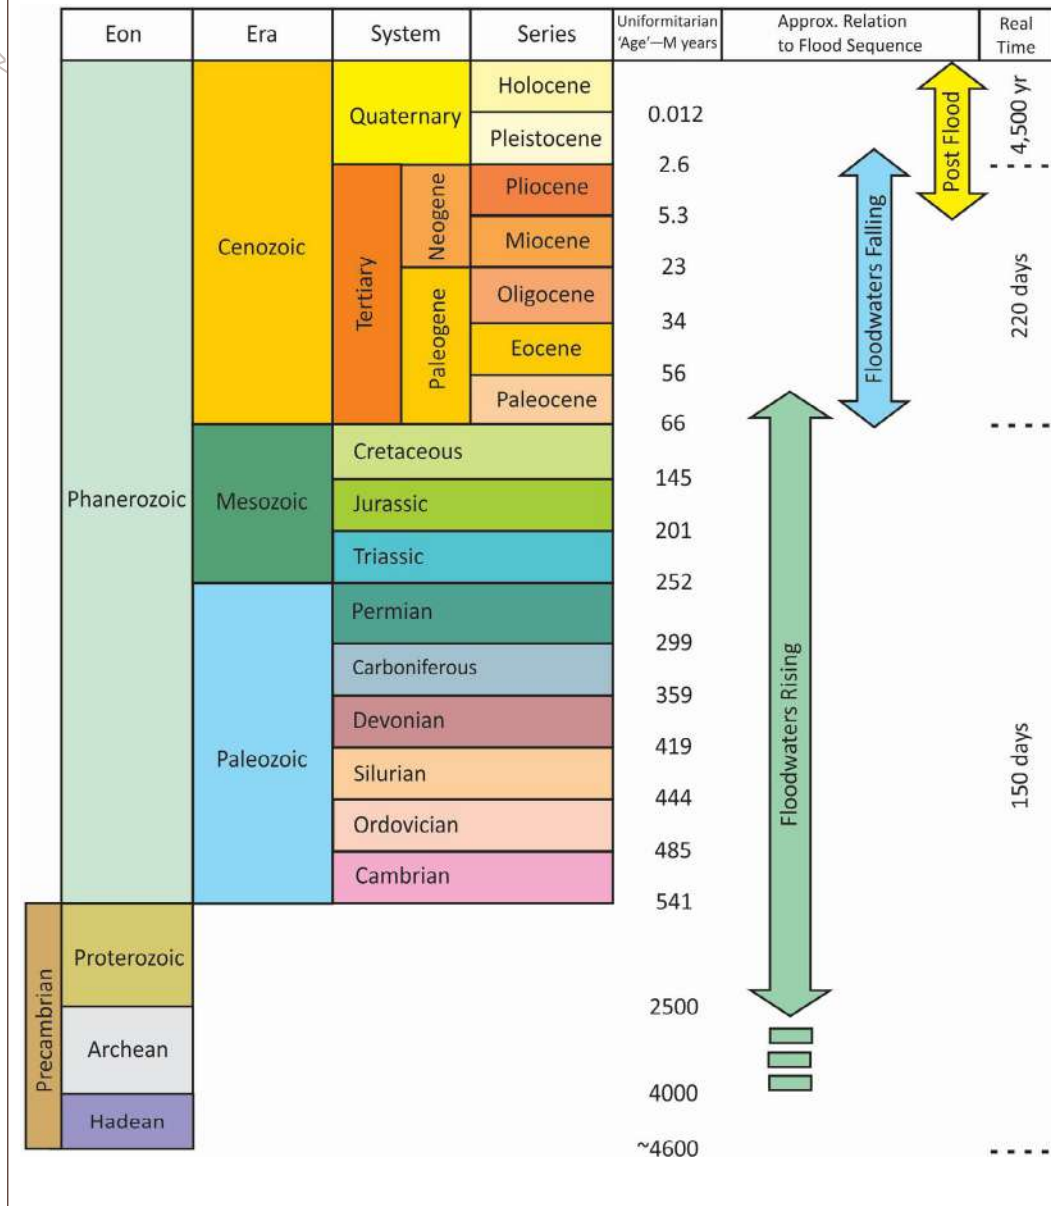 Eon
Era
System
Series
Uniformitarian
'Age'—M years
Approx. Relation
to Flood Sequence
Real
Time
Holocene
Quaternary
0.012
Pleistocene
4,500 yr
Post Flood
2.6
Pliocene
Neogene
5.3
Cenozoic
Miocene
23
Tertiary
Oligocene
Floodwaters Falling
220 days
34
Paleogene
Eocene
56
Paleocene
66
Cretaceous
145
Phanerozoic
Mesozoic
Jurassic
201
Triassic
252
Permian
299
Carboniferous
359
Devonian
419
Paleozoic
Silurian
Floodwaters Rising
150 days
444
Ordovician
485
Cambrian
541
Precambrian
Proterozoic
2500
Archean
4000
Hadean
~4600